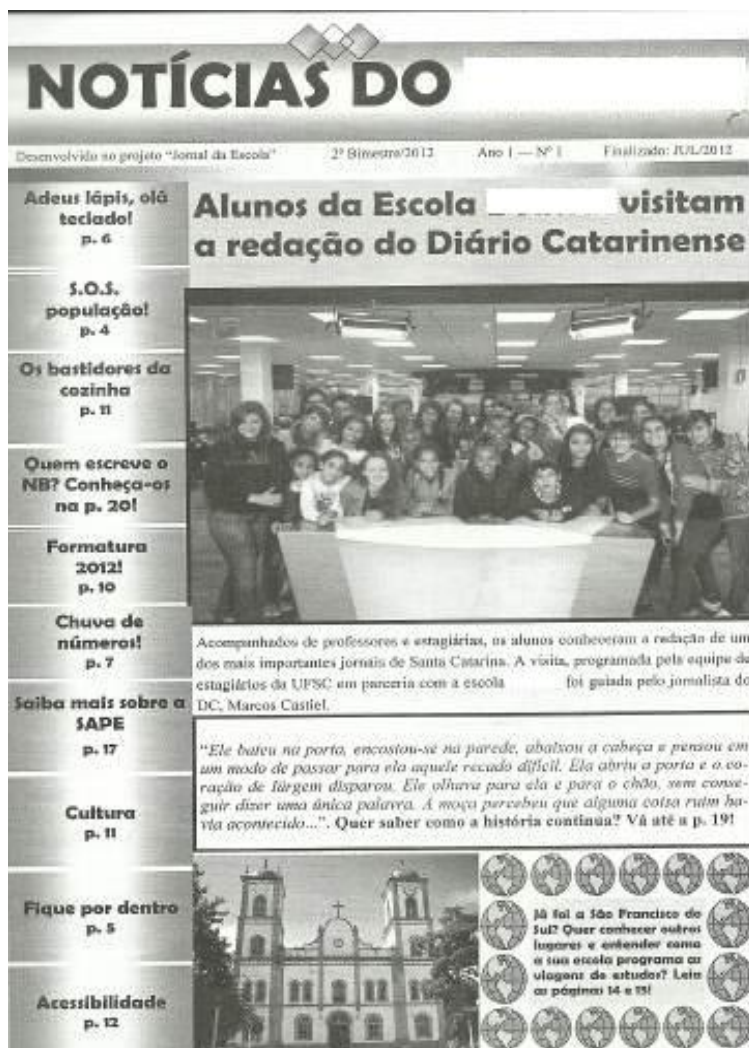 NOTÍCIAS DO
Desenvolvido no projeto "Jornal da Escola" 2º Bimestre/2012 Ano 1 — Nº 1 Finalizado: JUL/2012
Adeus lápis, olá
teclado!
p. 6
S.O.S.
população!
p. 4
Os bastidores da
cozinha
p. 11
Quem escreve o
NB? Conheça-os
na p. 20!
Formatura
2012!
p. 10
Chuva de
números!
p. 7
Saiba mais sobre a
SAPE
p. 17
Cultura
p. 11
Fique por dentro
p. 5
Acessibilidade
p. 12
Alunos da Escola visitam
a redação do Diário Catarinense
Acompanhados de professores e estagiárias, os alunos conheceram a redação de um
dos mais importantes jornais de Santa Catarina. A visita, programada pela equipe de
estagiários da UFSC em parceria com a escola foi guiada pelo jornalista do
DC, Marcos Castiel.
"Ele bateu na porta, encostou-se na parede, abaixou a cabeça e pensou em
um modo de passar para ela aquele recado difícil. Ela abriu a porta e o co-
ração de Iárgem disparou. Ele olhava para ela e para o chão, sem conse-
guir dizer uma única palavra. A moça percebeu que alguma coisa ruim ha-
via acontecido...". Quer saber como a história continua? Vá até a p. 19!
Já foi a São Francisco do
Sul? Quer conhecer outros
lugares e entender como
a sua escola programa as
viagens de estudos? Leia
as páginas 14 e 15!